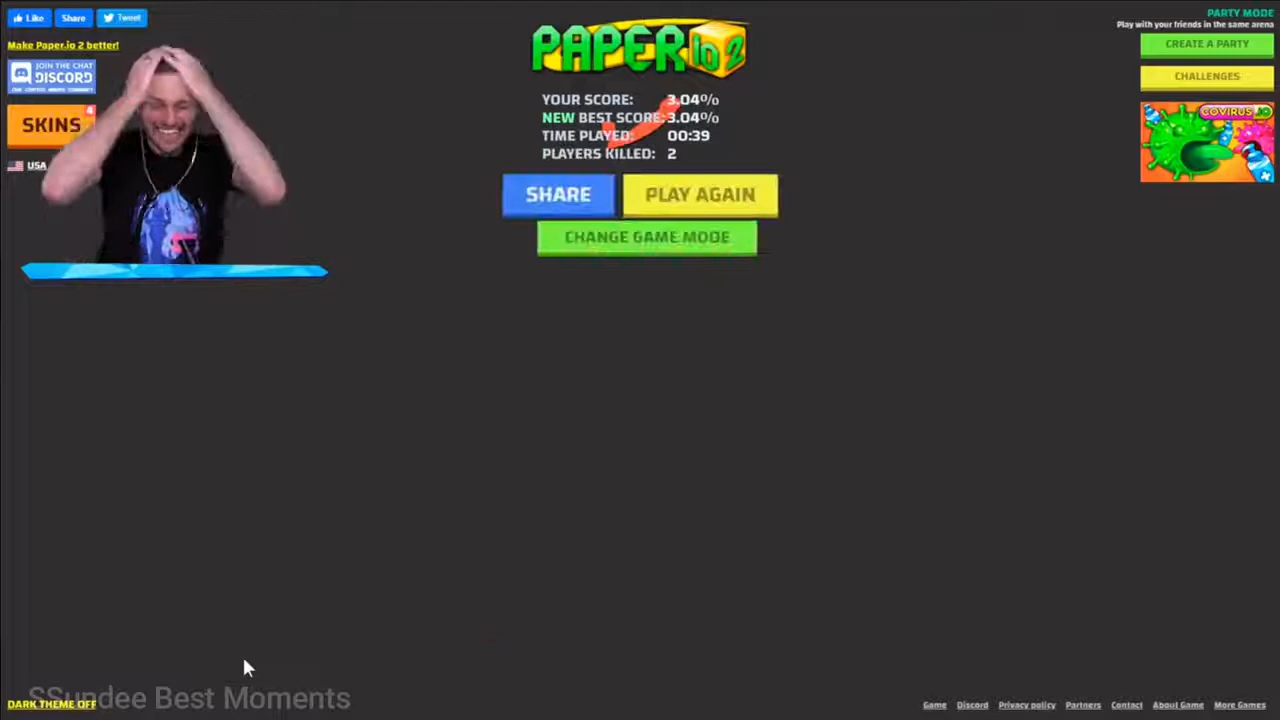 Like Share Tweet
Make Paper.io 2 better!
JOIN THE CHAT
DISCORD
SKINS 4
USA
PAPER.io 2
YOUR SCORE: 3.04%
NEW BEST SCORE: 3.04%
TIME PLAYED: 00:39
PLAYERS KILLED: 2
SHARE PLAY AGAIN
CHANGE GAME MODE
PARTY MODE
Play with your friends in the same arena
CREATE A PARTY
CHALLENGES
COVIRUS.IO
SSundee Best Moments
DARK THEME OFF
Game Discord Privacy policy Partners Contact About Game More Games